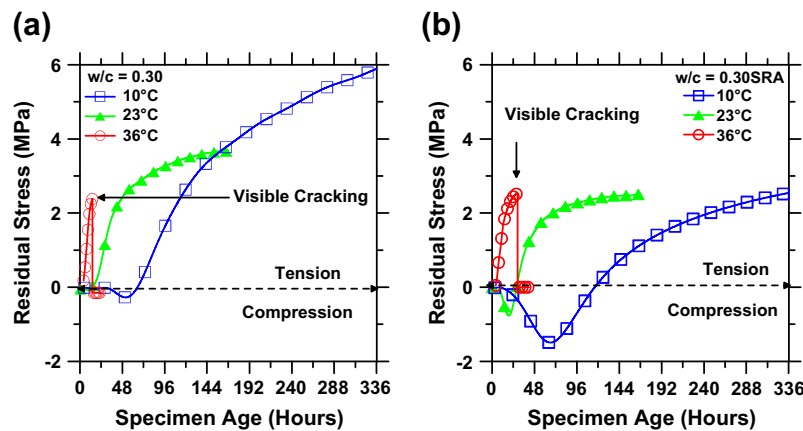 (a)
w/c = 0.30
10°C
23°C
36°C
Visible Cracking
Tension
Compression
Residual Stress (MPa)
6
4
2
0
-2
0 48 96 144 192 240 288 336
Specimen Age (Hours)
(b)
w/c = 0.30SRA
10°C
23°C
36°C
Visible Cracking
Tension
Compression
Residual Stress (MPa)
6
4
2
0
-2
0 48 96 144 192 240 288 336
Specimen Age (Hours)